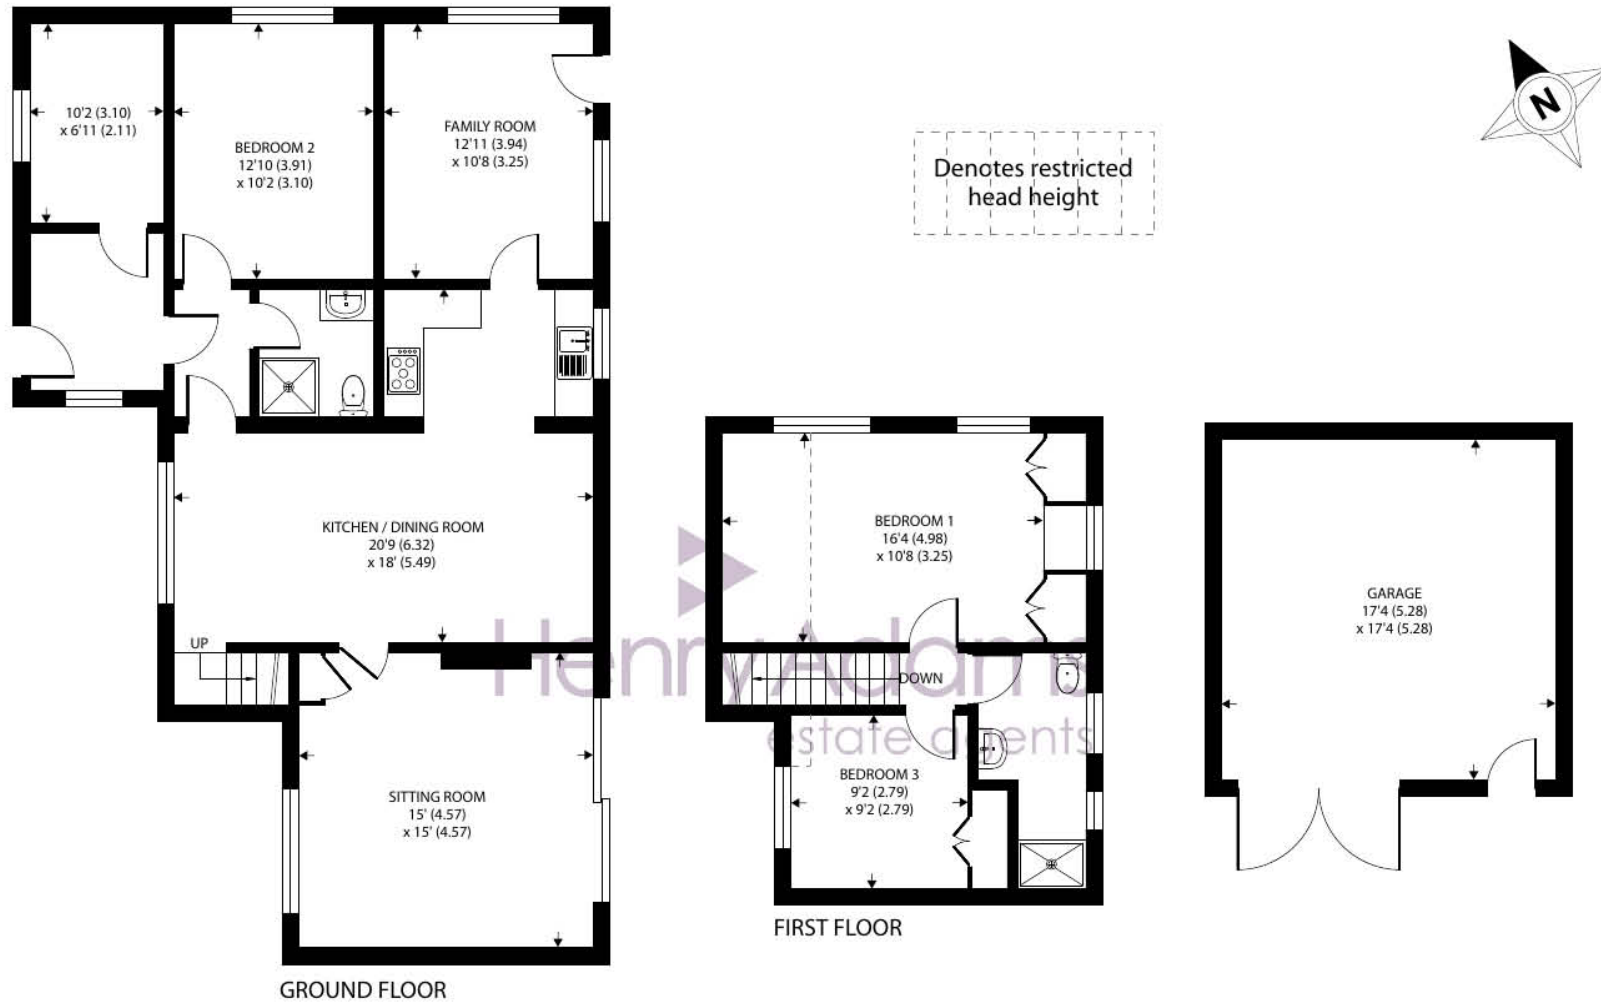 10'2 (3.10)
x 6'11 (2.11)
BEDROOM 2
12'10 (3.91)
x 10'2 (3.10)
FAMILY ROOM
12'11 (3.94)
x 10'8 (3.25)
Denotes restricted
head height
N
KITCHEN / DINING ROOM
20'9 (6.32)
x 18' (5.49)
UP
SITTING ROOM
15' (4.57)
x 15' (4.57)
GROUND FLOOR
BEDROOM 1
16'4 (4.98)
x 10'8 (3.25)
DOWN
BEDROOM 3
9'2 (2.79)
x 9'2 (2.79)
FIRST FLOOR
GARAGE
17'4 (5.28)
x 17'4 (5.28)
Henry Adams
estate agents